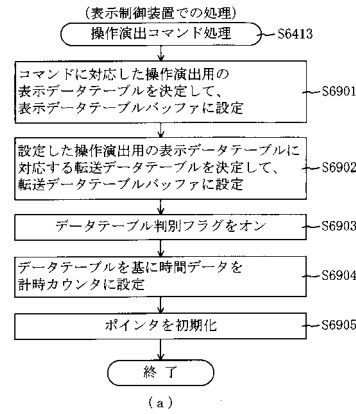 (表示制御装置での処理)
操作演出コマンド処理
S6413
コマンドに対応した操作演出用の
表示データテーブルを決定して、
表示データテーブルバッファに設定
S6901
設定した操作演出用の表示データテーブルに
対応する転送データテーブルを決定して、
転送データテーブルバッファに設定
S6902
データテーブル判別フラグをオン
S6903
データテーブルを基に時間データを
計時カウンタに設定
S6904
ポインタを初期化
S6905
終了
(a)